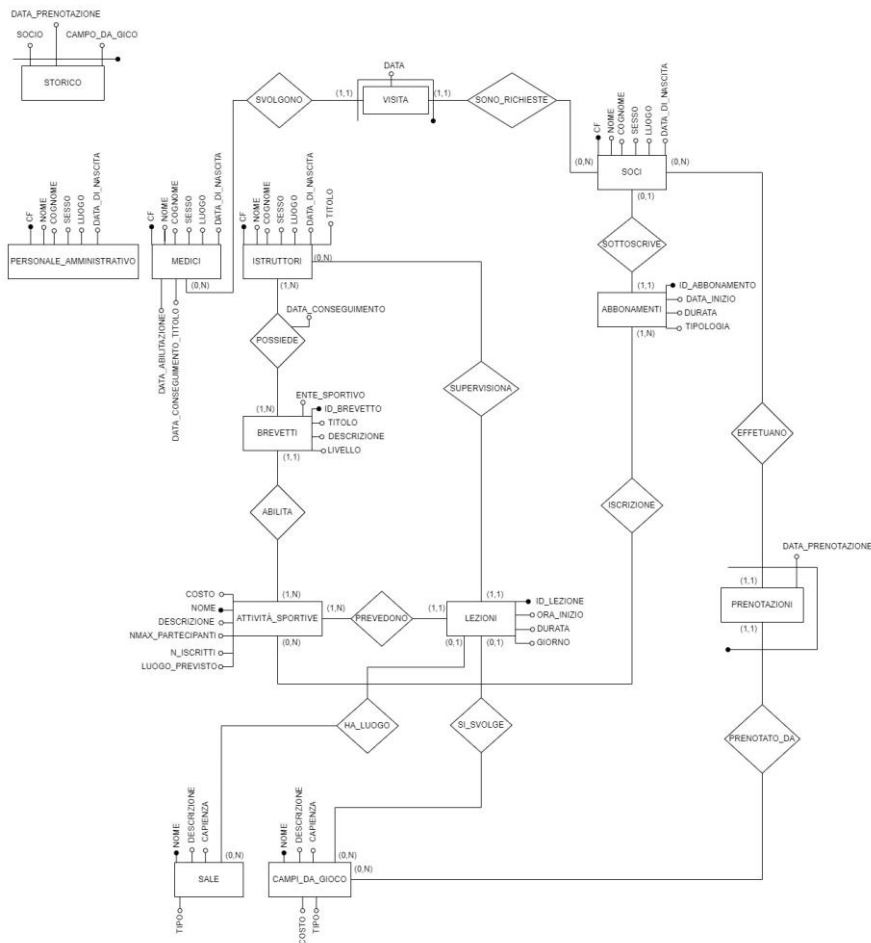 DATA_PRENOTAZIONE
SOCIO
CAMPO_DA_GICO
STORICO
DATA
SVOLGONO
(1,1)
VISITA
(1,1)
SONO_RICHIESTE
CF
NOME
COGNOME
SESSO
LUOGO
DATA_DI_NASCITA
(0,N)
SOCI
(0,N)
(0,1)
CF
NOME
COGNOME
SESSO
LUOGO
DATA_DI_NASCITA
PERSONALE_AMMINISTRATIVO
CF
NOME
COGNOME
SESSO
LUOGO
DATA_DI_NASCITA
MEDICI
(0,N)
DATA_ABILITAZIONE
DATA_CONSEGUIMENTO_TITOLO
CF
NOME
COGNOME
SESSO
LUOGO
DATA_DI_NASCITA
TITOLO
ISTRUTTORI
(0,N)
(1,N)
SOTTOSCRIVE
(1,1)
ID_ABBONAMENTO
DATA_INIZIO
DURATA
TIPOLOGIA
ABBONAMENTI
(1,N)
DATA_CONSEGUIMENTO
POSSIEDE
SUPERVISIONA
(1,N)
ENTE_SPORTIVO
ID_BREVETTO
TITOLO
DESCRIZIONE
LIVELLO
BREVETTI
(1,1)
EFFETUANO
ABILITA
ISCRIZIONE
DATA_PRENOTAZIONE
(1,1)
PRENOTAZIONI
(1,1)
COSTO
NOME
DESCRIZIONE
NMAX_PARTECIPANTI
N_ISCRITTI
LUOGO_PREVISTO
(1,N)
ATTIVITÀ_SPORTIVE
(1,N)
(0,N)
PREVEDONO
(1,1)
(1,1)
LEZIONI
(0,1)
(0,1)
ID_LEZIONE
ORA_INIZIO
DURATA
GIORNO
HA_LUOGO
SI_SVOLGE
PRENOTATO_DA
NOME
DESCRIZIONE
CAPIENZA
(0,N)
SALE
TIPO
NOME
DESCRIZIONE
CAPIENZA
(0,N)
CAMPI_DA_GIOCO
(0,N)
COSTO
TIPO